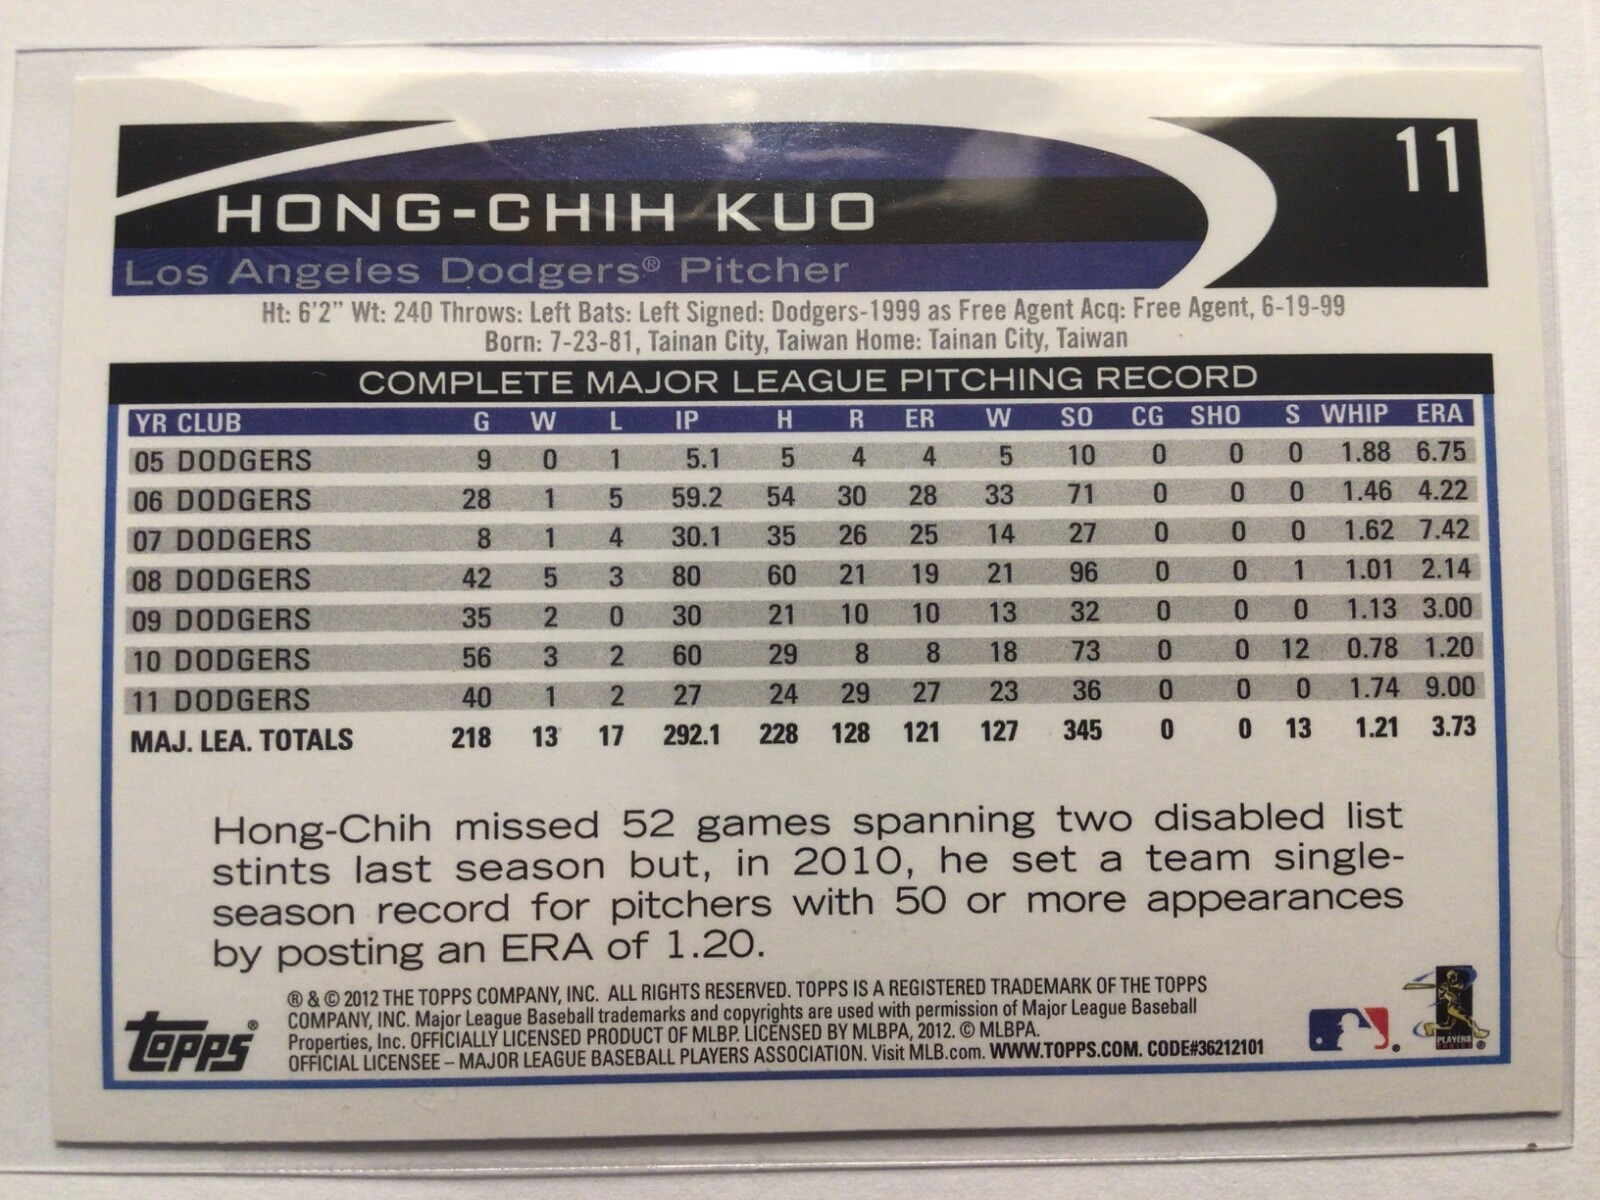 11
HONG-CHIH KUO
Los Angeles Dodgers® Pitcher
Ht: 6'2" Wt: 240 Throws: Left Bats: Left Signed: Dodgers-1999 as Free Agent Acq: Free Agent, 6-19-99
Born: 7-23-81, Tainan City, Taiwan Home: Tainan City, Taiwan
COMPLETE MAJOR LEAGUE PITCHING RECORD
YR CLUB G W L IP H R ER W SO CG SHO S WHIP ERA
05 DODGERS 9 0 1 5.1 5 4 4 5 10 0 0 0 1.88 6.75
06 DODGERS 28 1 5 59.2 54 30 28 33 71 0 0 0 1.46 4.22
07 DODGERS 8 1 4 30.1 35 26 25 14 27 0 0 0 1.62 7.42
08 DODGERS 42 5 3 80 60 21 19 21 96 0 0 1 1.01 2.14
09 DODGERS 35 2 0 30 21 10 10 13 32 0 0 0 1.13 3.00
10 DODGERS 56 3 2 60 29 8 8 18 73 0 0 12 0.78 1.20
11 DODGERS 40 1 2 27 24 29 27 23 36 0 0 0 1.74 9.00
MAJ. LEA. TOTALS 218 13 17 292.1 228 128 121 127 345 0 0 13 1.21 3.73
Hong-Chih missed 52 games spanning two disabled list
stints last season but, in 2010, he set a team single-
season record for pitchers with 50 or more appearances
by posting an ERA of 1.20.
® & © 2012 THE TOPPS COMPANY, INC. ALL RIGHTS RESERVED. TOPPS IS A REGISTERED TRADEMARK OF THE TOPPS
COMPANY, INC. Major League Baseball trademarks and copyrights are used with permission of Major League Baseball
Properties, Inc. OFFICIALLY LICENSED PRODUCT OF MLBP. LICENSED BY MLBPA, 2012. © MLBPA.
OFFICIAL LICENSEE – MAJOR LEAGUE BASEBALL PLAYERS ASSOCIATION. Visit MLB.com. WWW.TOPPS.COM. CODE#36212101
Topps®
PLAYERS